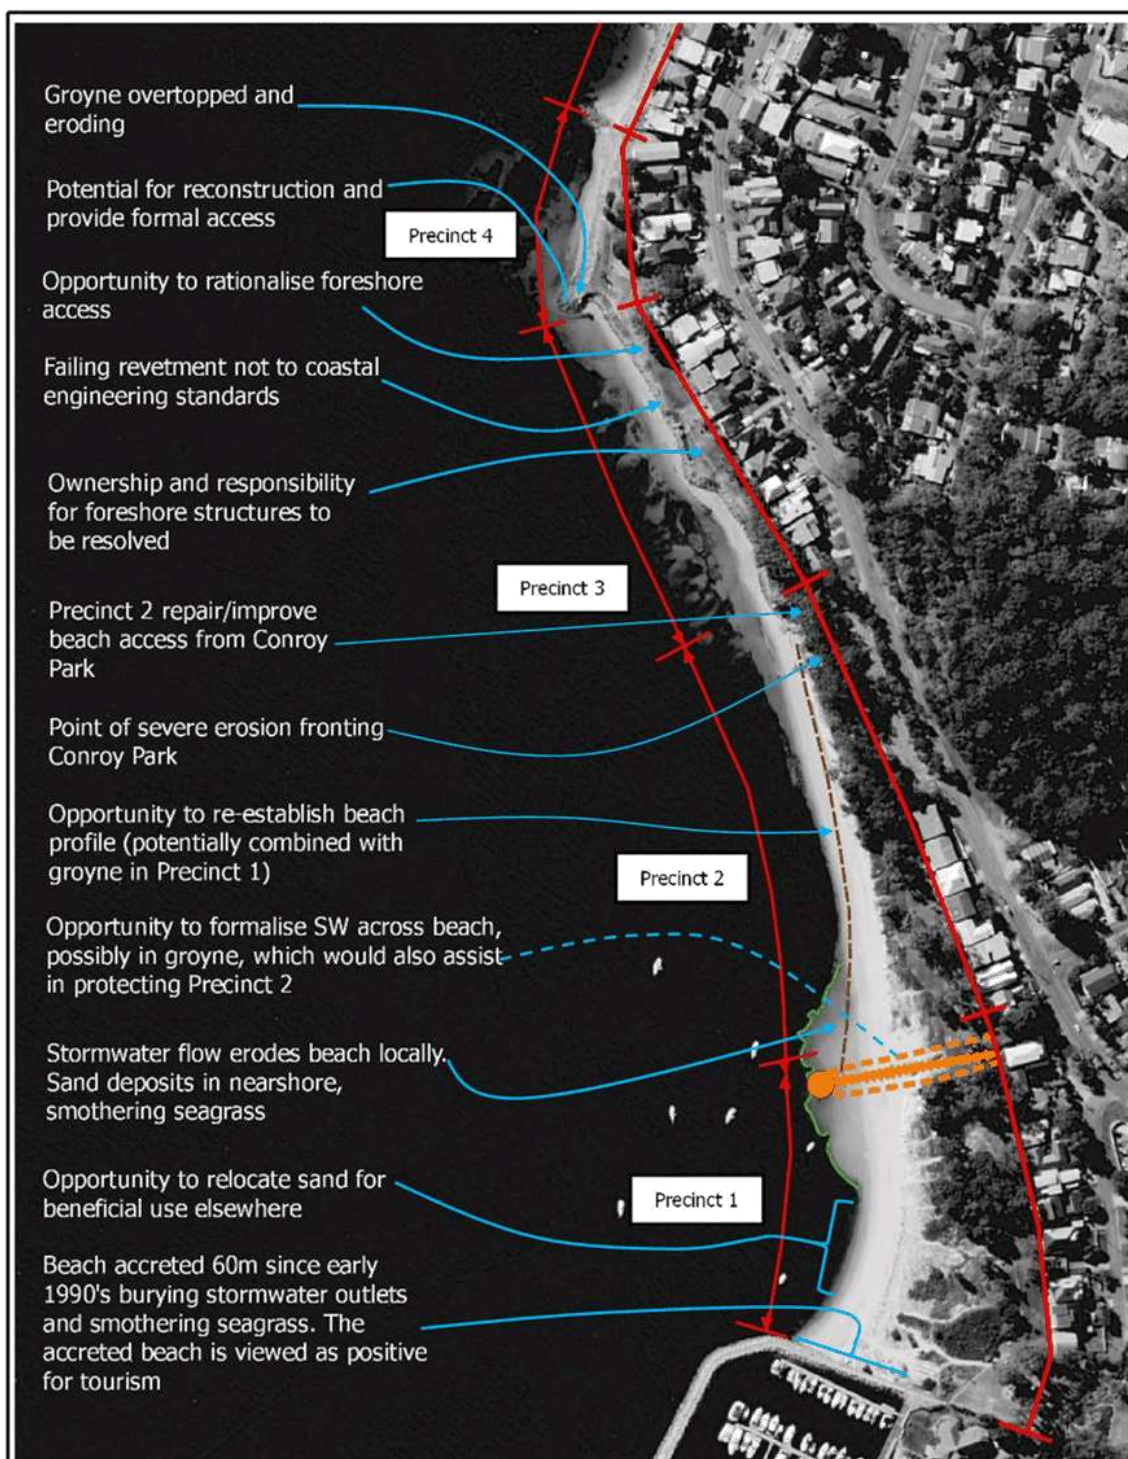 Groyne overtopped and
eroding
Potential for reconstruction and
provide formal access
Precinct 4
Opportunity to rationalise foreshore
access
Failing revetment not to coastal
engineering standards
Ownership and responsibility
for foreshore structures to
be resolved
Precinct 3
Precinct 2 repair/improve
beach access from Conroy
Park
Point of severe erosion fronting
Conroy Park
Opportunity to re-establish beach
profile (potentially combined with
groyne in Precinct 1)
Precinct 2
Opportunity to formalise SW across beach,
possibly in groyne, which would also assist
in protecting Precinct 2
Stormwater flow erodes beach locally.
Sand deposits in nearshore,
smothering seagrass
Opportunity to relocate sand for
beneficial use elsewhere
Precinct 1
Beach accreted 60m since early
1990's burying stormwater outlets
and smothering seagrass. The
accreted beach is viewed as positive
for tourism